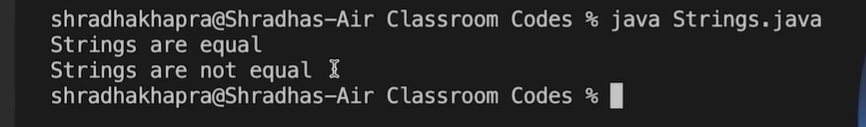 shradhakhapra@Shradhas-Air Classroom Codes % java Strings.java
Strings are equal
Strings are not equal
shradhakhapra@Shradhas-Air Classroom Codes %